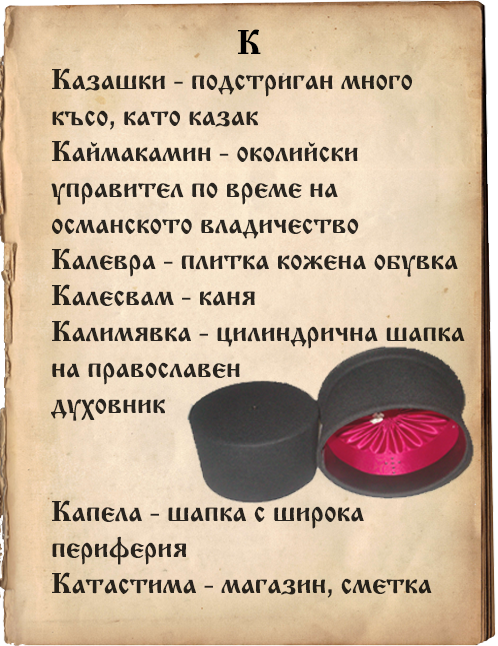 К
Казашки - подстриган много
късо, като казак
Каймакамин - околийски
управител по време на
османското владичество
Калевра - плитка кожена обувка
Калесвам - каня
Калимявка - цилиндрична шапка
на православен
духовник
Капела - шапка с широка
периферия
Катастима - магазин, сметка